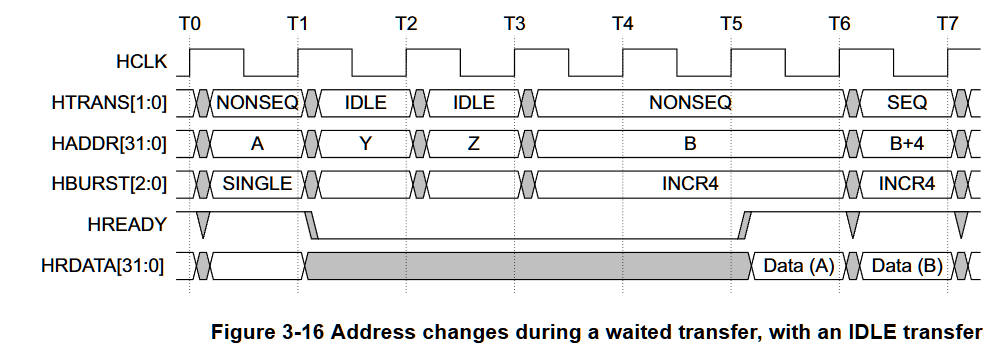 T0 T1 T2 T3 T4 T5 T6 T7
HCLK
HTRANS[1:0] NONSEQ IDLE IDLE NONSEQ SEQ
HADDR[31:0] A Y Z B B+4
HBURST[2:0] SINGLE INCR4 INCR4
HREADY
HRDATA[31:0] Data (A) Data (B)
Figure 3-16 Address changes during a waited transfer, with an IDLE transfer